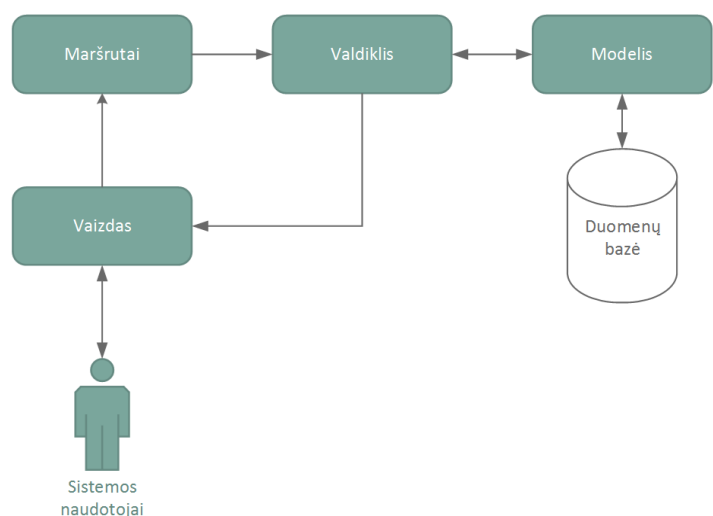 Maršrutai
Valdiklis
Modelis
Vaizdas
Duomenų
bazė
Sistemos
naudotojai